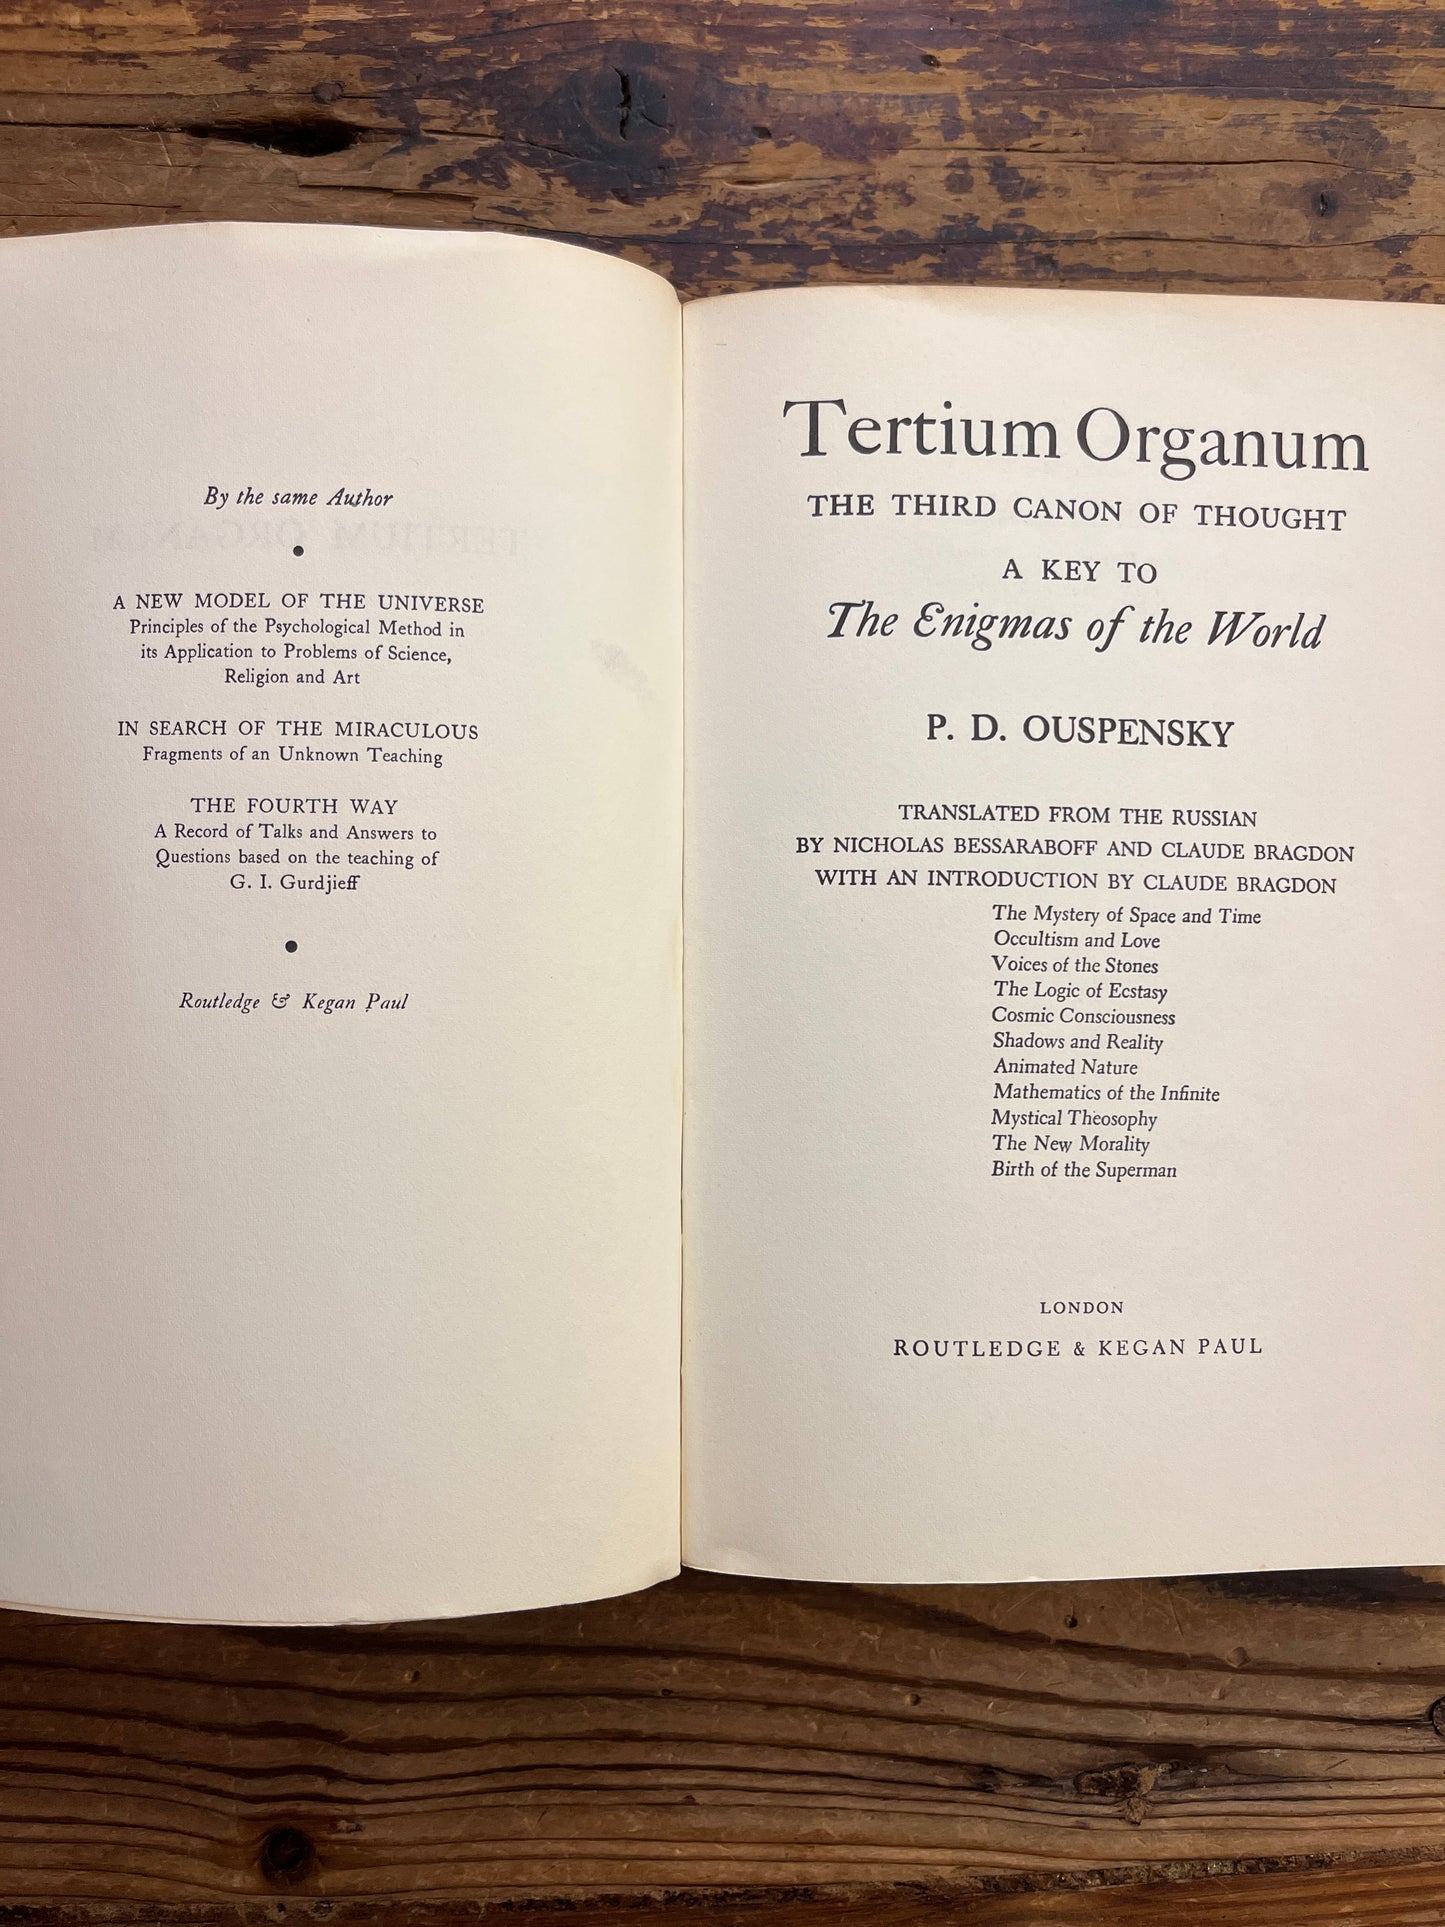 By the same Author
A NEW MODEL OF THE UNIVERSE
Principles of the Psychological Method in
its Application to Problems of Science,
Religion and Art
IN SEARCH OF THE MIRACULOUS
Fragments of an Unknown Teaching
THE FOURTH WAY
A Record of Talks and Answers to
Questions based on the teaching of
G. I. Gurdjieff
Routledge & Kegan Paul
Tertium Organum
THE THIRD CANON OF THOUGHT
A KEY TO
The Enigmas of the World
P. D. OUSPENSKY
TRANSLATED FROM THE RUSSIAN
BY NICHOLAS BESSARABOFF AND CLAUDE BRAGDON
WITH AN INTRODUCTION BY CLAUDE BRAGDON
The Mystery of Space and Time
Occultism and Love
Voices of the Stones
The Logic of Ecstasy
Cosmic Consciousness
Shadows and Reality
Animated Nature
Mathematics of the Infinite
Mystical Theosophy
The New Morality
Birth of the Superman
LONDON
ROUTLEDGE & KEGAN PAUL